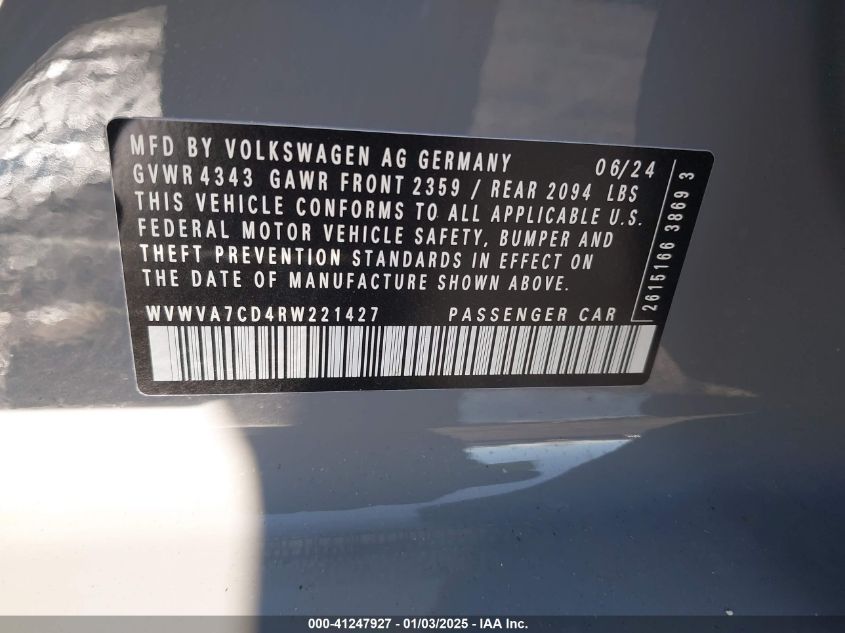 MFD BY VOLKSWAGEN AG GERMANY 06/24
GVWR 4343 GAWR FRONT 2359 / REAR 2094 LBS
THIS VEHICLE CONFORMS TO ALL APPLICABLE U.S.
FEDERAL MOTOR VEHICLE SAFETY, BUMPER AND
THEFT PREVENTION STANDARDS IN EFFECT ON
THE DATE OF MANUFACTURE SHOWN ABOVE.
WVWVA7CD4RW221427 PASSENGER CAR
2615166 3869 3
000-41247927 - 01/03/2025 - IAA Inc.